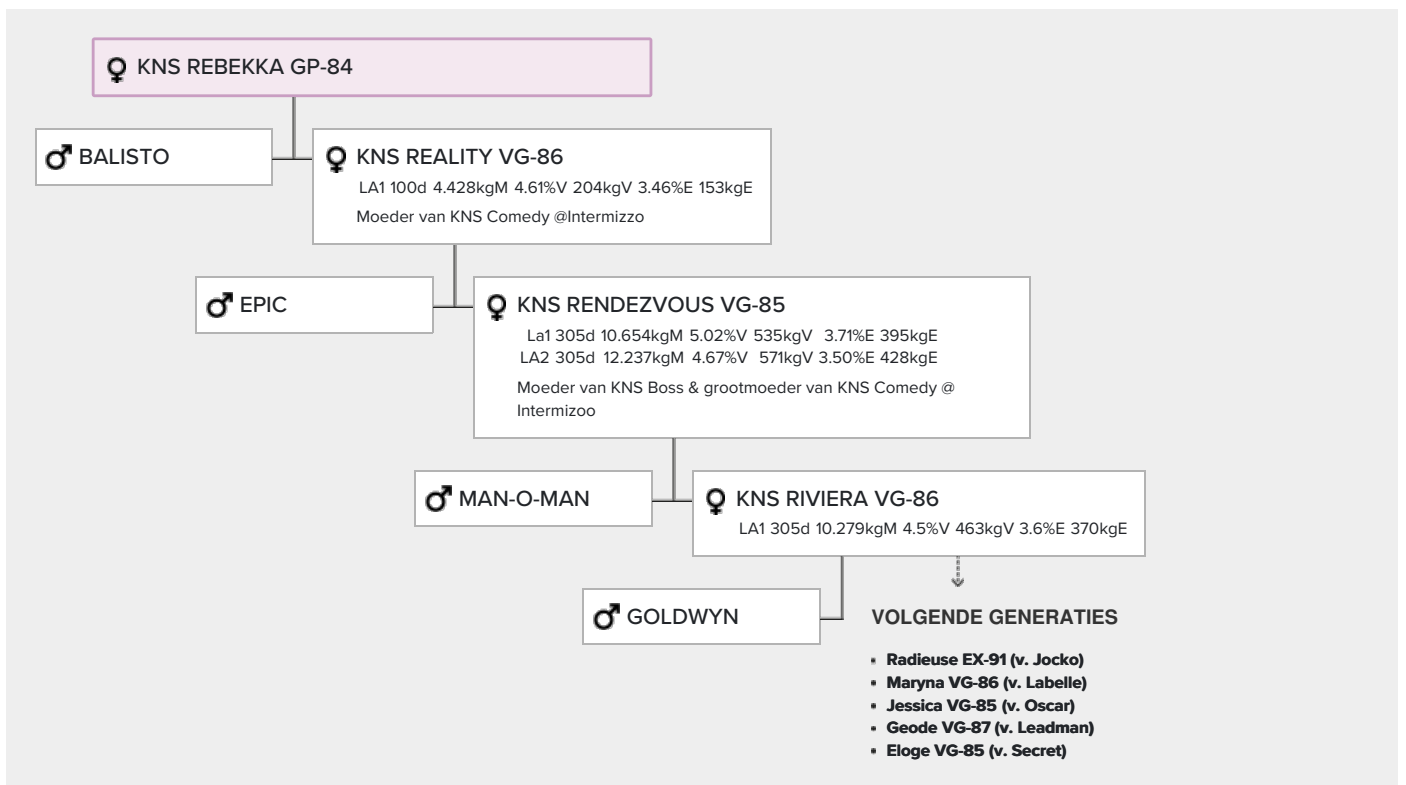 KNS REBEKKA GP-84
BALISTO
KNS REALITY VG-86
LA1 100d 4.428kgM 4.61%V 204kgV 3.46%E 153kgE
Moeder van KNS Comedy @Intermizzo
EPIC
KNS RENDEZVOUS VG-85
La1 305d 10.654kgM 5.02%V 535kgV 3.71%E 395kgE
LA2 305d 12.237kgM 4.67%V 571kgV 3.50%E 428kgE
Moeder van KNS Boss & grootmoeder van KNS Comedy @
Intermizoo
MAN-O-MAN
KNS RIVIERA VG-86
LA1 305d 10.279kgM 4.5%V 463kgV 3.6%E 370kgE
GOLDWYN
VOLGENDE GENERATIES
▪ Radieuse EX-91 (v. Jocko)
▪ Maryna VG-86 (v. Labelle)
▪ Jessica VG-85 (v. Oscar)
▪ Geode VG-87 (v. Leadman)
▪ Eloge VG-85 (v. Secret)